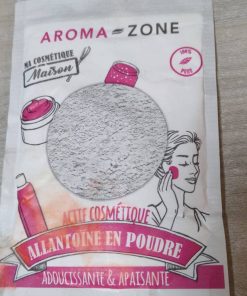 AROMA-ZONE
MA COSMÉTIQUE
Maison
100%
PURE
ACTIF COSMÉTIQUE
ALLANTOÏNE EN POUDRE
ADOUCISSANTE & APAISANTE